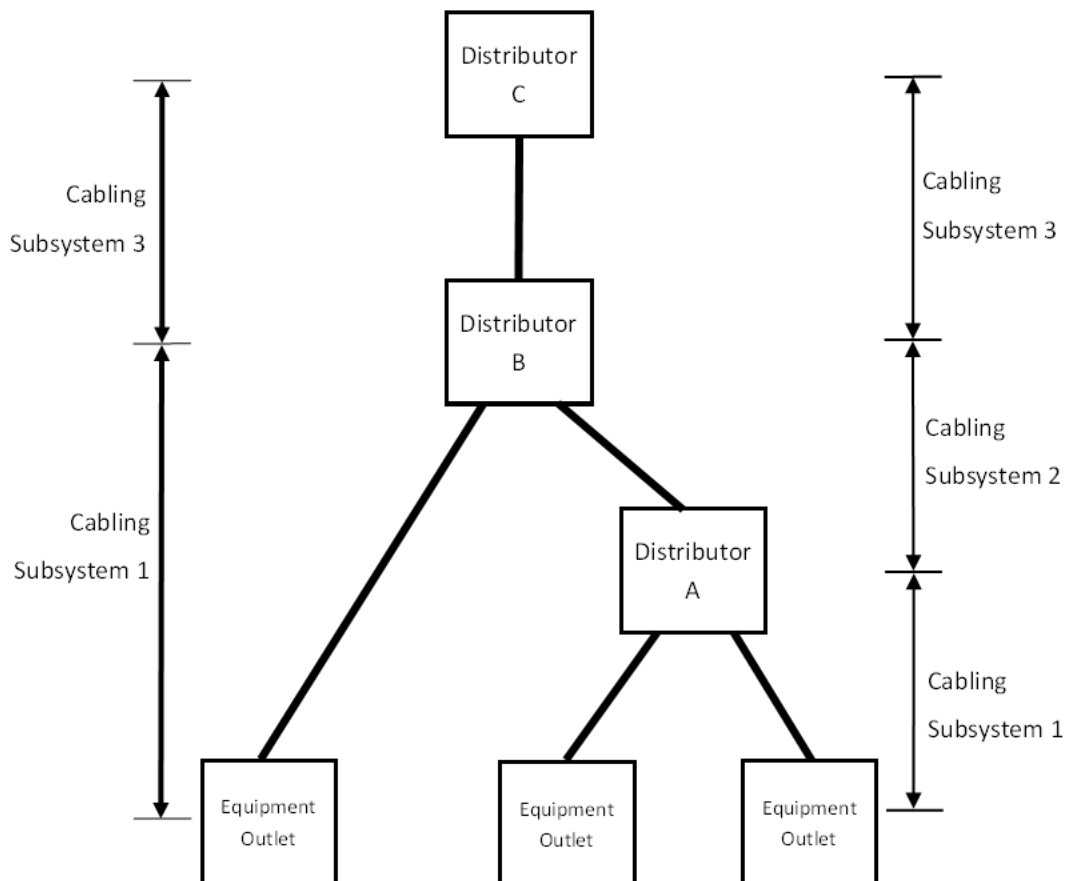 Distributor
C
Cabling
Subsystem 3
Cabling
Subsystem 3
Distributor
B
Cabling
Subsystem 2
Cabling
Subsystem 1
Distributor
A
Cabling
Subsystem 1
Equipment
Outlet
Equipment
Outlet
Equipment
Outlet